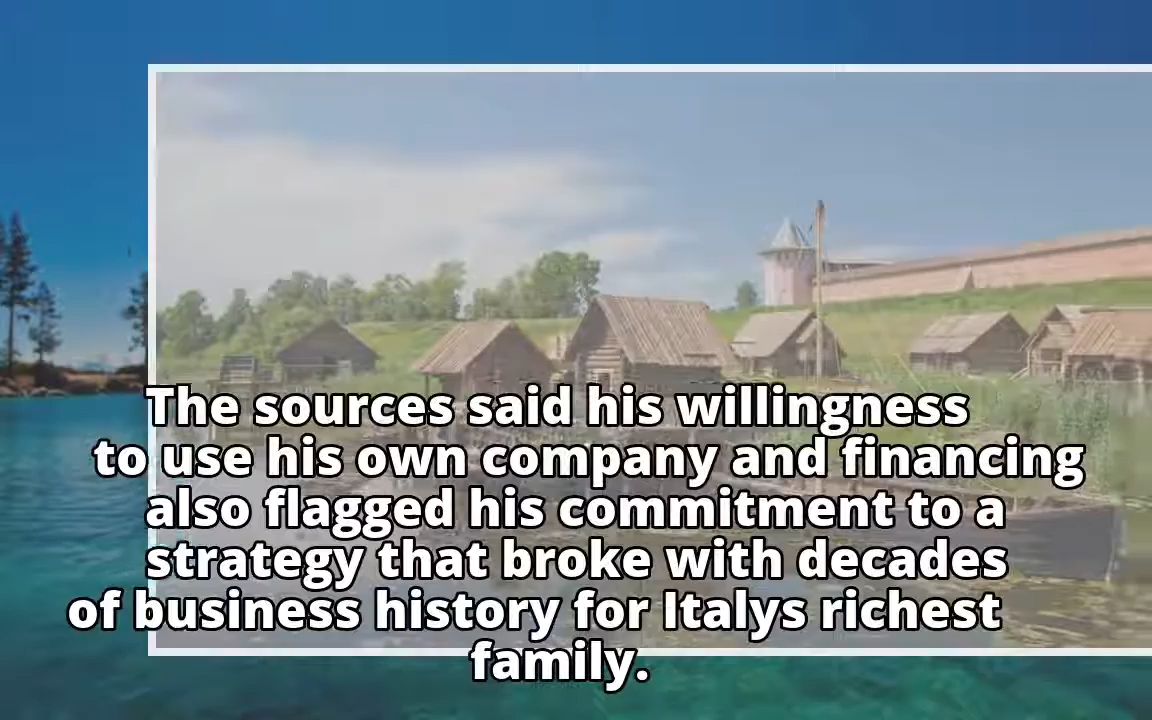 The sources said his willingness
to use his own company and financing
also flagged his commitment to a
strategy that broke with decades
of business history for Italys richest
family.